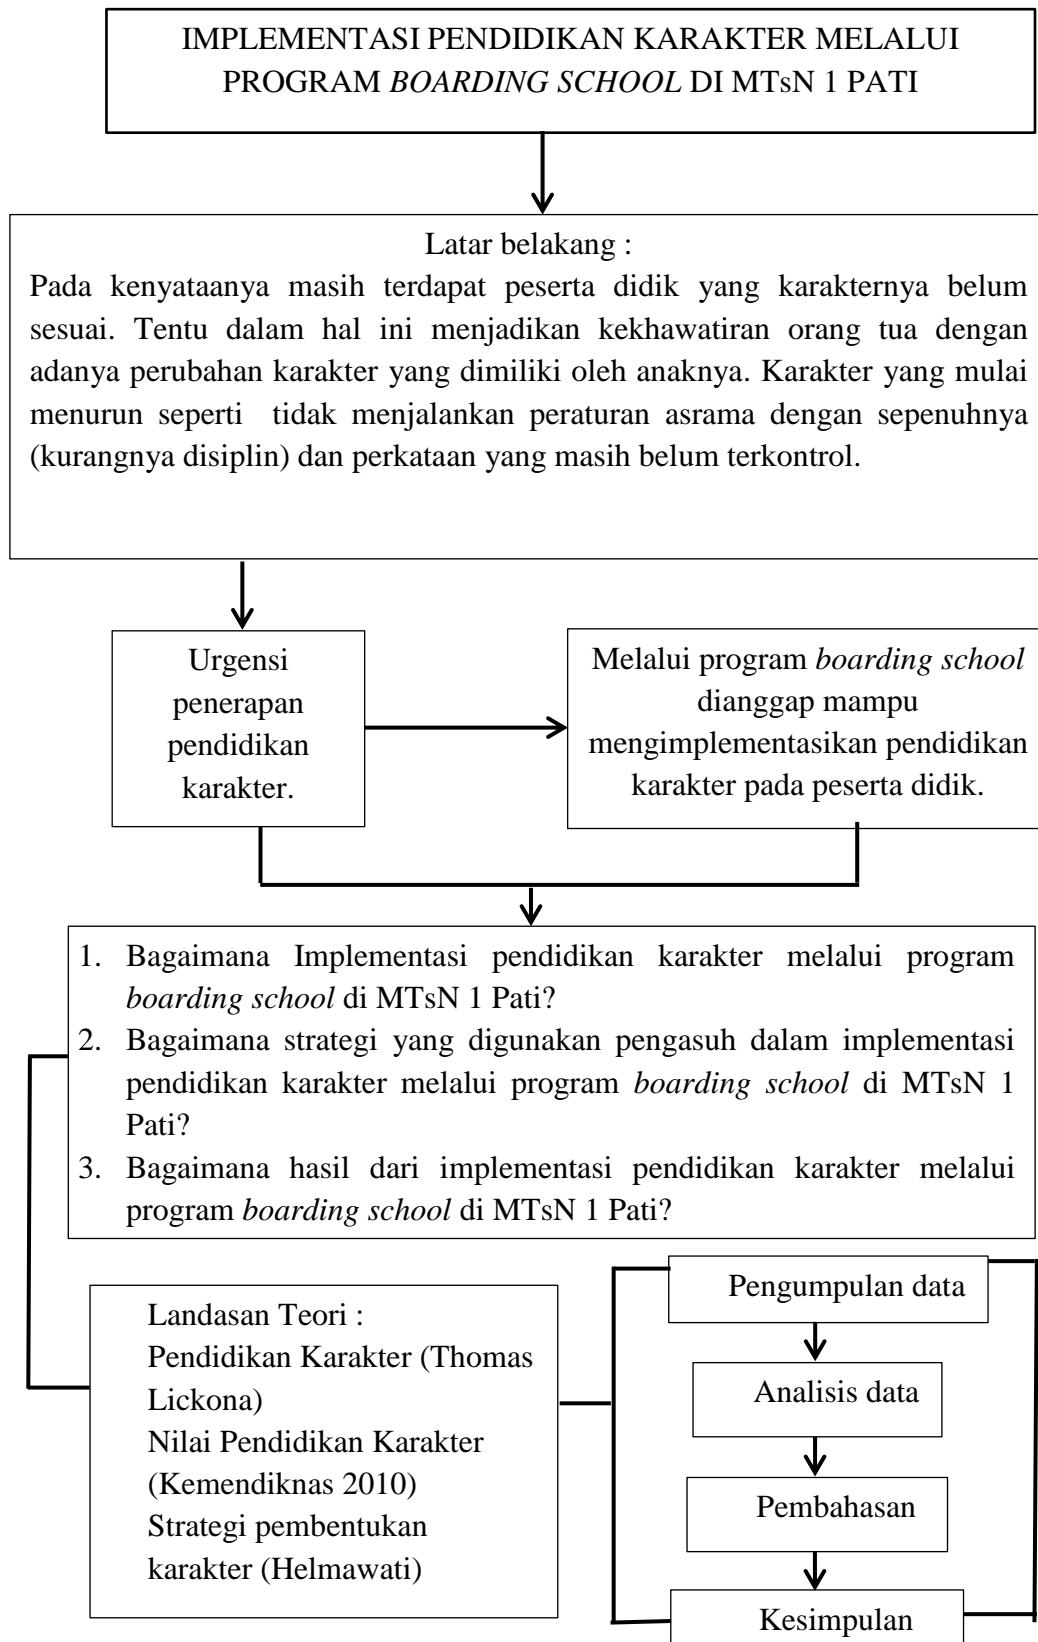 IMPLEMENTASI PENDIDIKAN KARAKTER MELALUI
PROGRAM BOARDING SCHOOL DI MTsN 1 PATI
Latar belakang :
Pada kenyataanya masih terdapat peserta didik yang karakternya belum
sesuai. Tentu dalam hal ini menjadikan kekhawatiran orang tua dengan
adanya perubahan karakter yang dimiliki oleh anaknya. Karakter yang mulai
menurun seperti tidak menjalankan peraturan asrama dengan sepenuhnya
(kurangnya disiplin) dan perkataan yang masih belum terkontrol.
Urgensi
penerapan
pendidikan
karakter.
Melalui program boarding school
dianggap mampu
mengimplementasikan pendidikan
karakter pada peserta didik.
1. Bagaimana Implementasi pendidikan karakter melalui program
boarding school di MTsN 1 Pati?
2. Bagaimana strategi yang digunakan pengasuh dalam implementasi
pendidikan karakter melalui program boarding school di MTsN 1
Pati?
3. Bagaimana hasil dari implementasi pendidikan karakter melalui
program boarding school di MTsN 1 Pati?
Landasan Teori :
Pendidikan Karakter (Thomas
Lickona)
Nilai Pendidikan Karakter
(Kemendiknas 2010)
Strategi pembentukan
karakter (Helmawati)
Pengumpulan data
Analisis data
Pembahasan
Kesimpulan